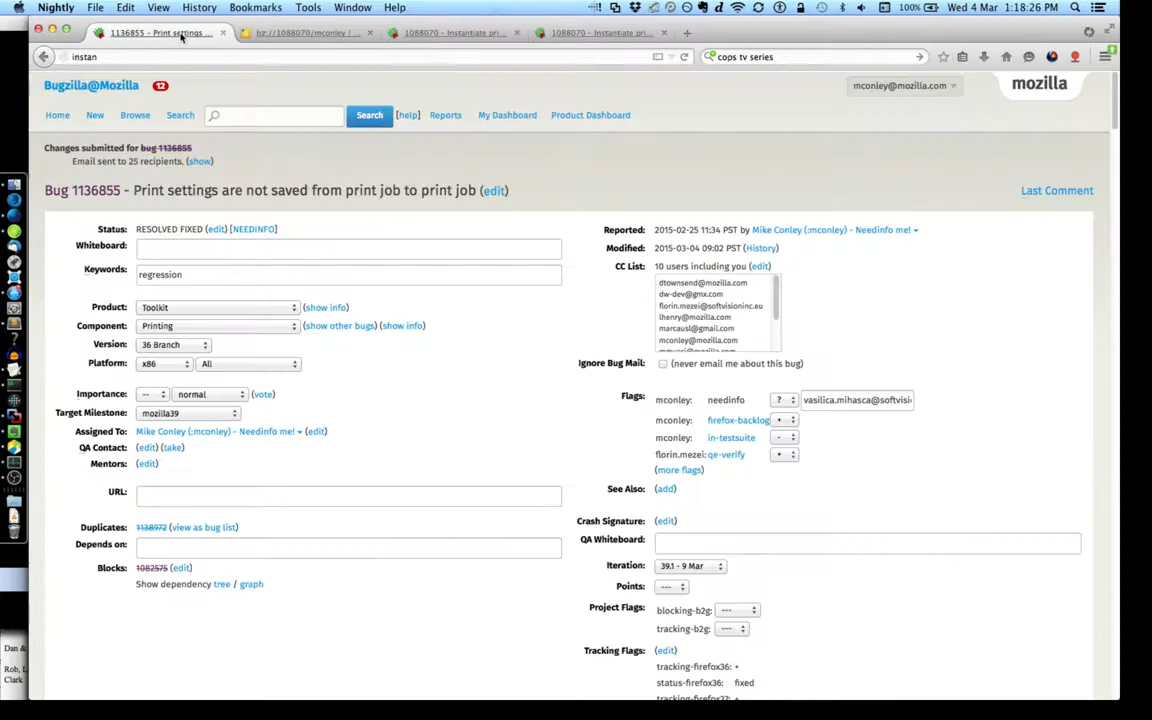 Nightly File Edit View History Bookmarks Tools Window Help 100% Wed 4 Mar 1:18:26 PM
1136855 - Print settings ... bz://1088070/mconley | ... 1088070 - Instantiate pri... 1088070 - Instantiate pri...
instan cops tv series
Bugzilla@Mozilla 12 mconley@mozilla.com mozilla
Home New Browse Search Search [help] Reports My Dashboard Product Dashboard
Changes submitted for bug 1136855
Email sent to 25 recipients. (show)
Bug 1136855 - Print settings are not saved from print job to print job (edit) Last Comment
Status: RESOLVED FIXED (edit) [NEEDINFO]
Whiteboard:
Keywords: regression
Product: Toolkit (show info)
Component: Printing (show other bugs) (show info)
Version: 36 Branch
Platform: x86 All
Importance: -- normal (vote)
Target Milestone: mozilla39
Assigned To: Mike Conley (:mconley) - Needinfo me! (edit)
QA Contact: (edit) (take)
Mentors: (edit)
URL:
Duplicates: 1138972 (view as bug list)
Depends on:
Blocks: 1082575 (edit)
Show dependency tree / graph
Reported: 2015-02-25 11:34 PST by Mike Conley (:mconley) - Needinfo me!
Modified: 2015-03-04 09:02 PST (History)
CC List: 10 users including you (edit)
dtownsend@mozilla.com
dw-dev@gmx.com
florin.mezei@softvisioninc.eu
lhenry@mozilla.com
marcausl@gmail.com
mconley@mozilla.com
Ignore Bug Mail: (never email me about this bug)
Flags: mconley: needinfo ? vasilica.mihasca@softvisi
mconley: firefox-backlog +
mconley: in-testsuite -
florin.mezei: qe-verify +
(more flags)
See Also: (add)
Crash Signature: (edit)
QA Whiteboard:
Iteration: 39.1 - 9 Mar
Points: ---
Project Flags: blocking-b2g: ---
tracking-b2g: ---
Tracking Flags: (edit)
tracking-firefox36: +
status-firefox36: fixed
tracking-firefox37: +
Dan &
Rob, L
Clark